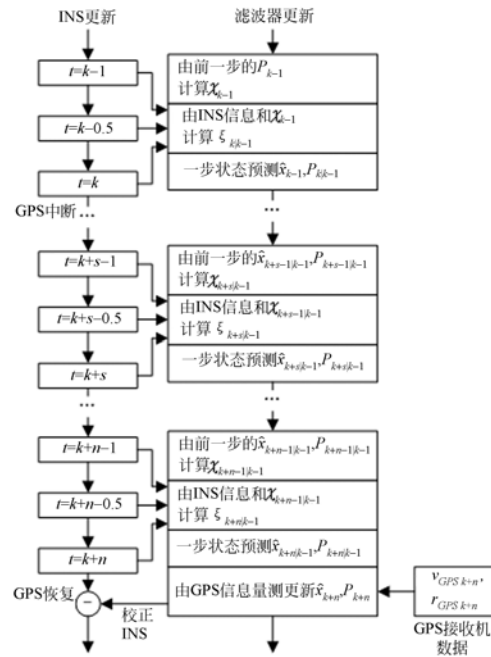 INS更新
滤波器更新
t=k−1
由前一步的P_{k−1}
计算χ_{k−1}
t=k−0.5
由INS信息和χ_{k−1}
计算 ξ_{k|k−1}
t=k
一步状态预测x̂_{k−1},P_{k|k−1}
GPS中断
...
...
t=k+s−1
由前一步的x̂_{k+s−1|k−1},P_{k+s−1|k−1}
计算χ_{k+s|k−1}
t=k+s−0.5
由INS信息和χ_{k+s−1|k−1}
计算 ξ_{k+s|k−1}
t=k+s
一步状态预测x̂_{k+s|k−1},P_{k+s|k−1}
...
...
t=k+n−1
由前一步的x̂_{k+n−1|k−1},P_{k+n−1|k−1}
计算χ_{k+n−1|k−1}
t=k+n−0.5
由INS信息和χ_{k+n−1|k−1}
计算 ξ_{k+n|k−1}
t=k+n
一步状态预测x̂_{k+n|k−1},P_{k+n|k−1}
GPS恢复
−
校正
INS
由GPS信息量测更新x̂_{k+n},P_{k+n}
v_{GPS k+n},
r_{GPS k+n}
GPS接收机
数据